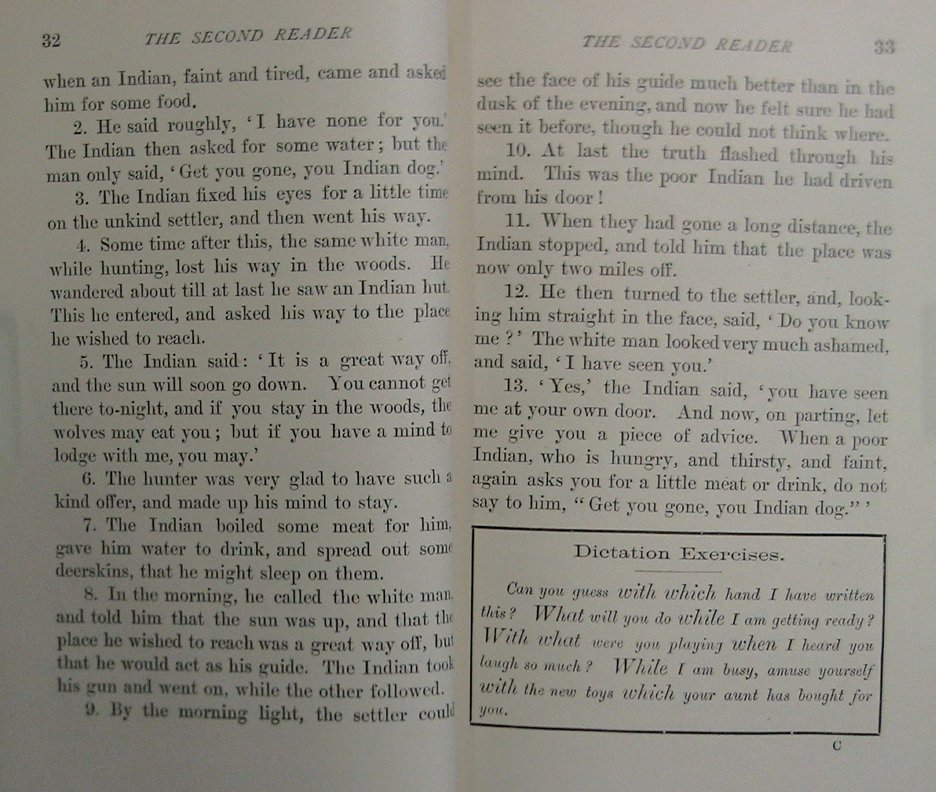 32 THE SECOND READER
when an Indian, faint and tired, came and asked
him for some food.
2. He said roughly, ‘I have none for you.’
The Indian then asked for some water; but the
man only said, ‘Get you gone, you Indian dog.’
3. The Indian fixed his eyes for a little time
on the unkind settler, and then went his way.
4. Some time after this, the same white man,
while hunting, lost his way in the woods. He
wandered about till at last he saw an Indian hut.
This he entered, and asked his way to the place
he wished to reach.
5. The Indian said: ‘It is a great way off,
and the sun will soon go down. You cannot get
there to-night, and if you stay in the woods, the
wolves may eat you; but if you have a mind to
lodge with me, you may.’
6. The hunter was very glad to have such a
kind offer, and made up his mind to stay.
7. The Indian boiled some meat for him,
gave him water to drink, and spread out some
deerskins, that he might sleep on them.
8. In the morning, he called the white man,
and told him that the sun was up, and that the
place he wished to reach was a great way off, but
that he would act as his guide. The Indian took
his gun and went on, while the other followed.
9. By the morning light, the settler could
THE SECOND READER 33
see the face of his guide much better than in the
dusk of the evening, and now he felt sure he had
seen it before, though he could not think where.
10. At last the truth flashed through his
mind. This was the poor Indian he had driven
from his door!
11. When they had gone a long distance, the
Indian stopped, and told him that the place was
now only two miles off.
12. He then turned to the settler, and, look-
ing him straight in the face, said, ‘Do you know
me?’ The white man looked very much ashamed,
and said, ‘I have seen you.’
13. ‘Yes,’ the Indian said, ‘you have seen
me at your own door. And now, on parting, let
me give you a piece of advice. When a poor
Indian, who is hungry, and thirsty, and faint,
again asks you for a little meat or drink, do not
say to him, “Get you gone, you Indian dog.”’
Dictation Exercises.
Can you guess with which hand I have written
this? What will you do while I am getting ready?
With what were you playing when I heard you
laugh so much? While I am busy, amuse yourself
with the new toys which your aunt has bought for
you.
C